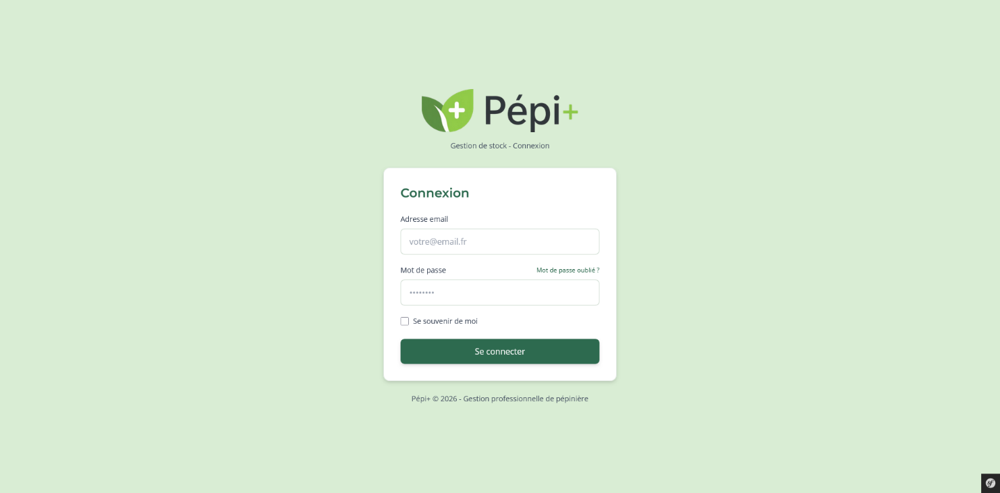 Pépi+
Gestion de stock - Connexion
Connexion
Adresse email
votre@email.fr
Mot de passe
Mot de passe oublié ?
••••••••
Se souvenir de moi
Se connecter
Pépi+ © 2026 - Gestion professionnelle de pépinière
sf